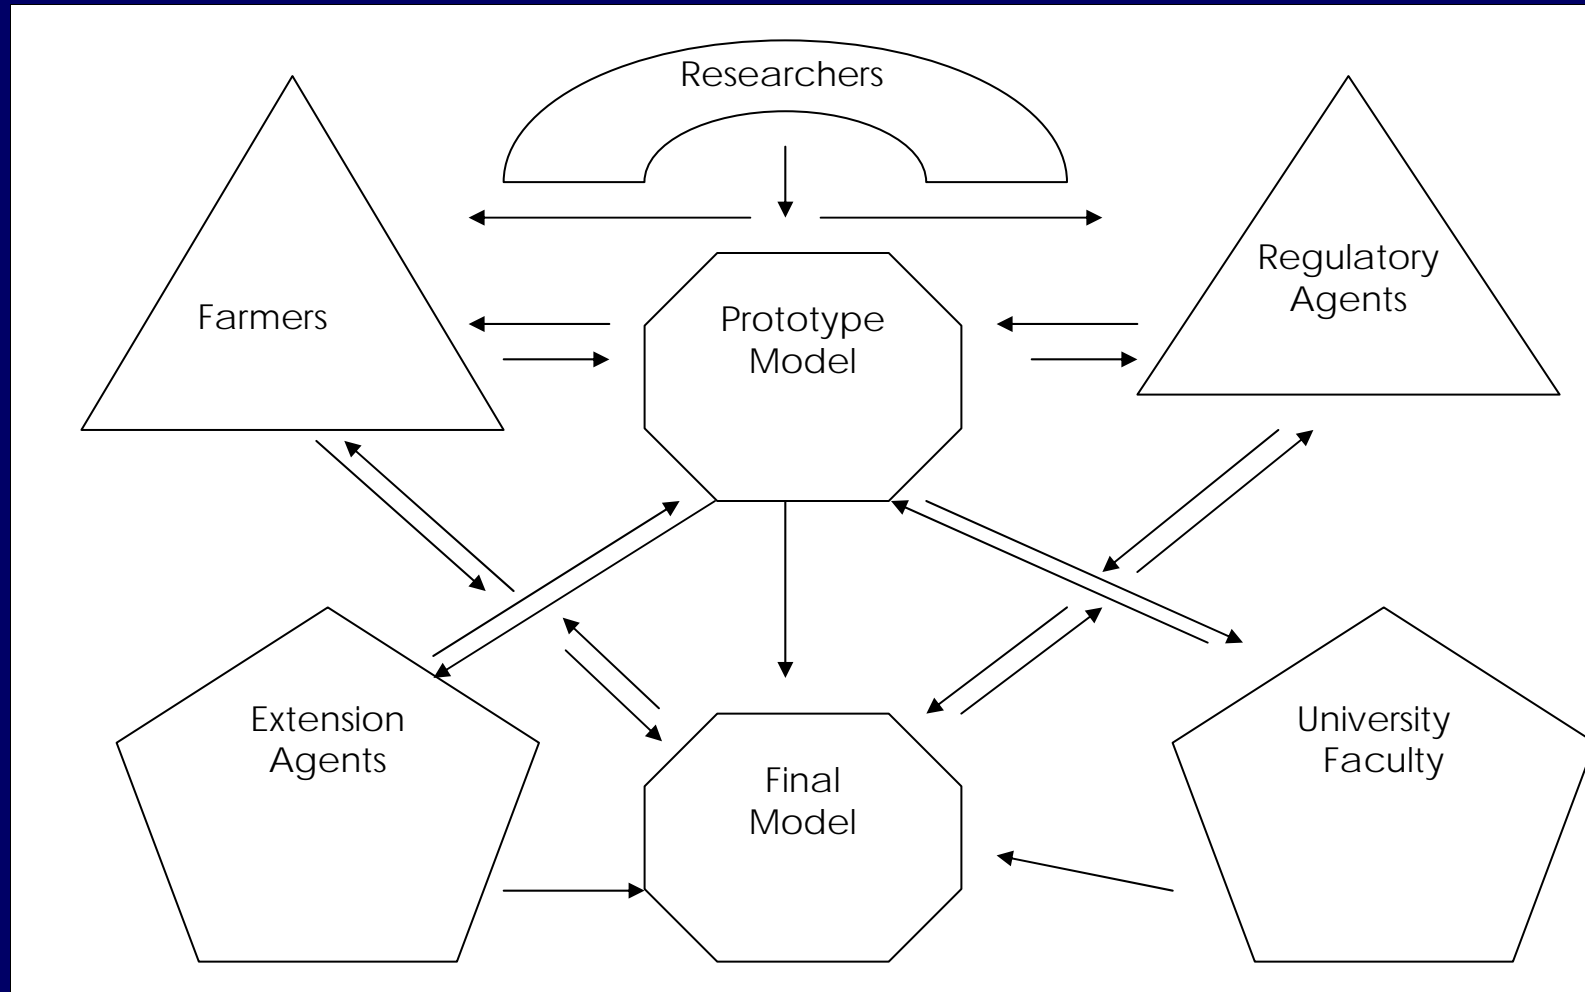 Researchers
Regulatory
Agents
Farmers
Prototype
Model
Extension
Agents
University
Faculty
Final
Model